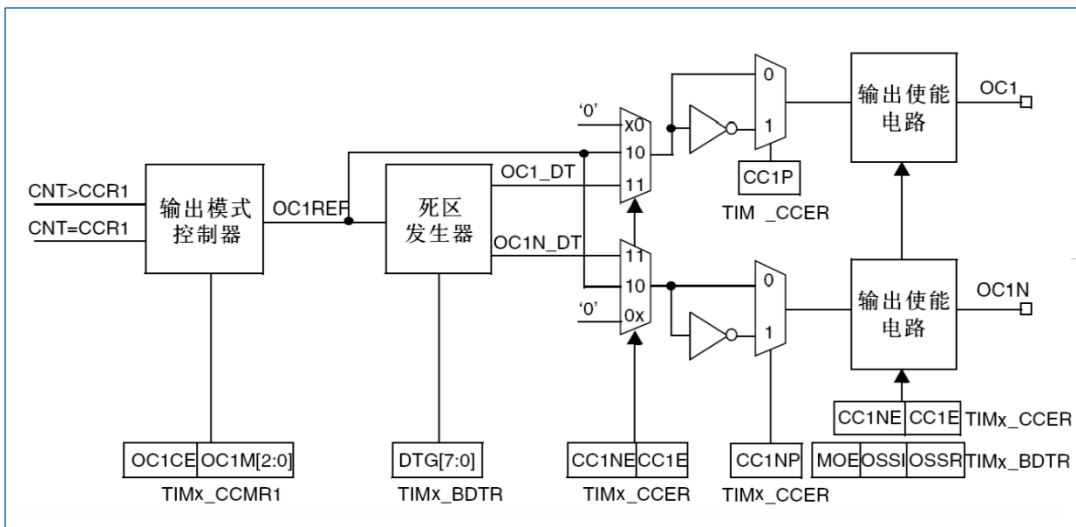 CNT>CCR1
CNT=CCR1
输出模式
控制器
OC1REF
死区
发生器
OC1_DT
OC1N_DT
‘0’
x0
10
11
11
10
0x
‘0’
0
1
CC1P
TIM _CCER
0
1
输出使能
电路
OC1
输出使能
电路
OC1N
OC1CE OC1M[2:0]
TIMx_CCMR1
DTG[7:0]
TIMx_BDTR
CC1NE CC1E
TIMx_CCER
CC1NP
TIMx_CCER
CC1NE CC1E TIMx_CCER
MOE OSSI OSSR TIMx_BDTR